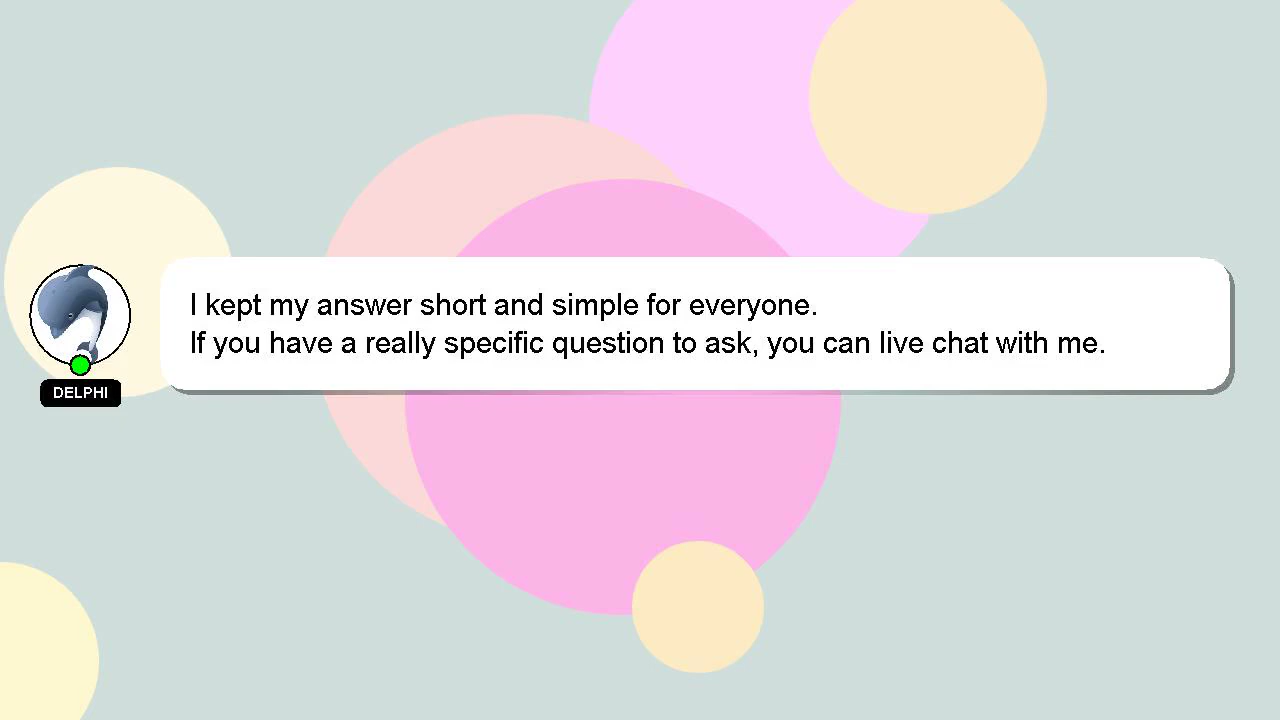 I kept my answer short and simple for everyone.
If you have a really specific question to ask, you can live chat with me.
DELPHI